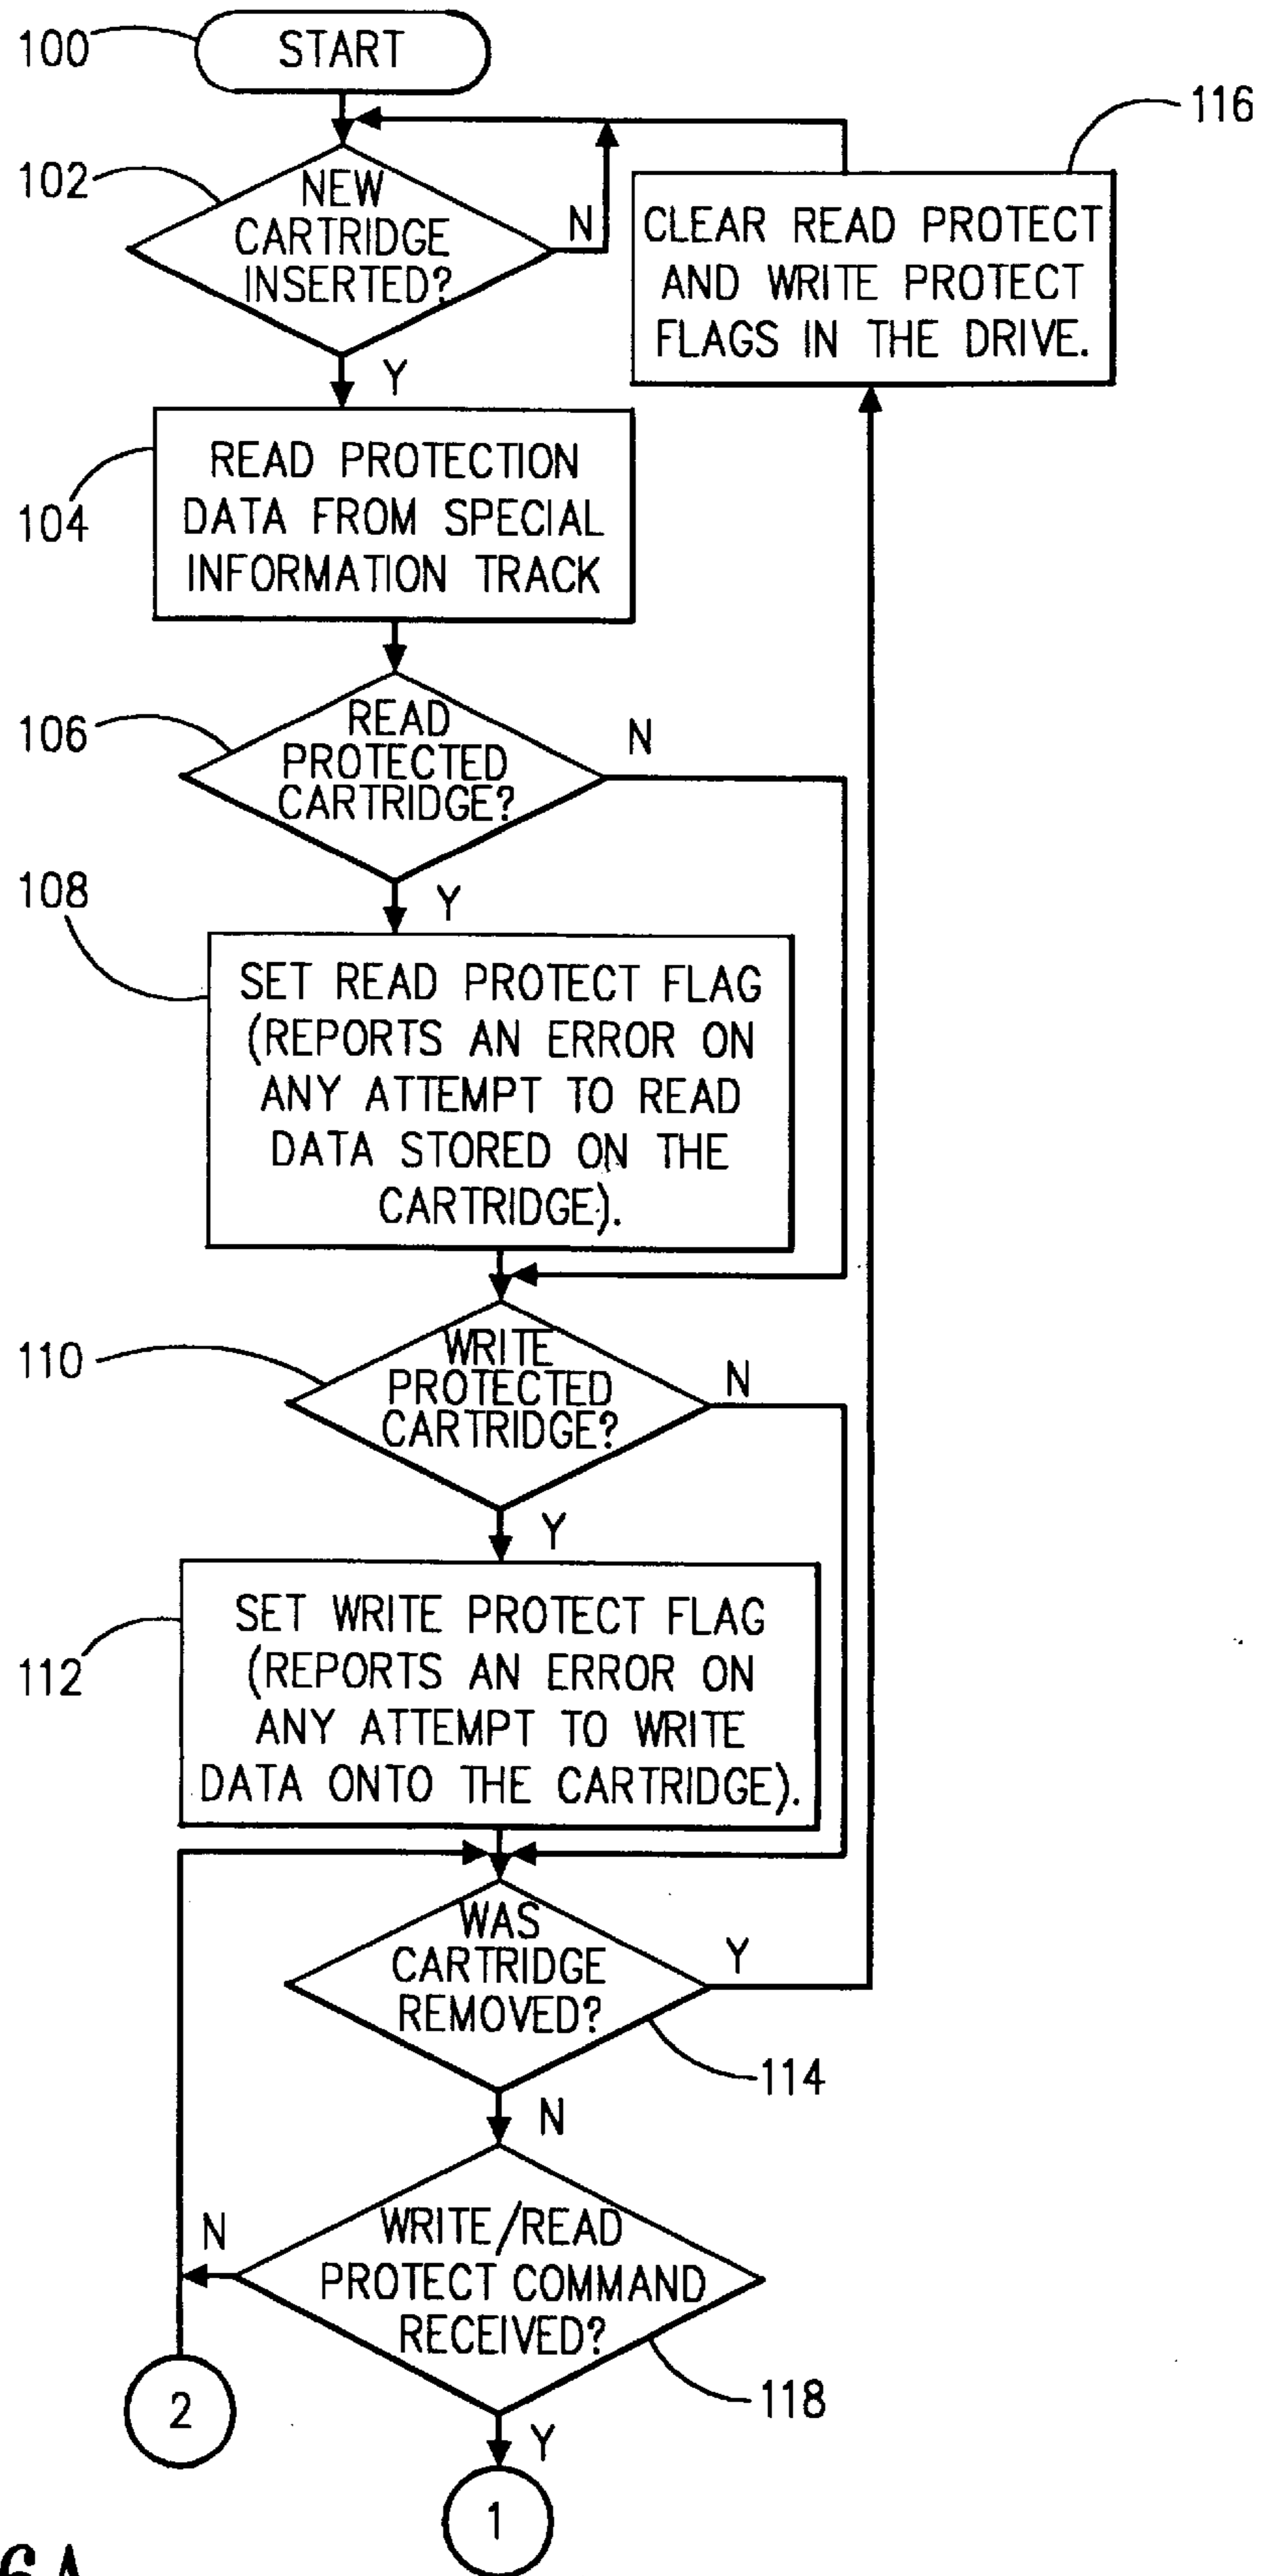 100
START
116
102
NEW
CARTRIDGE
INSERTED?
N
CLEAR READ PROTECT
AND WRITE PROTECT
FLAGS IN THE DRIVE.
Y
104
READ PROTECTION
DATA FROM SPECIAL
INFORMATION TRACK
106
READ
PROTECTED
CARTRIDGE?
N
108
Y
SET READ PROTECT FLAG
(REPORTS AN ERROR ON
ANY ATTEMPT TO READ
DATA STORED ON THE
CARTRIDGE).
110
WRITE
PROTECTED
CARTRIDGE?
N
Y
112
SET WRITE PROTECT FLAG
(REPORTS AN ERROR ON
ANY ATTEMPT TO WRITE
DATA ONTO THE CARTRIDGE).
WAS
CARTRIDGE
REMOVED?
Y
114
N
WRITE/READ
PROTECT COMMAND
RECEIVED?
N
118
2
Y
1
6A